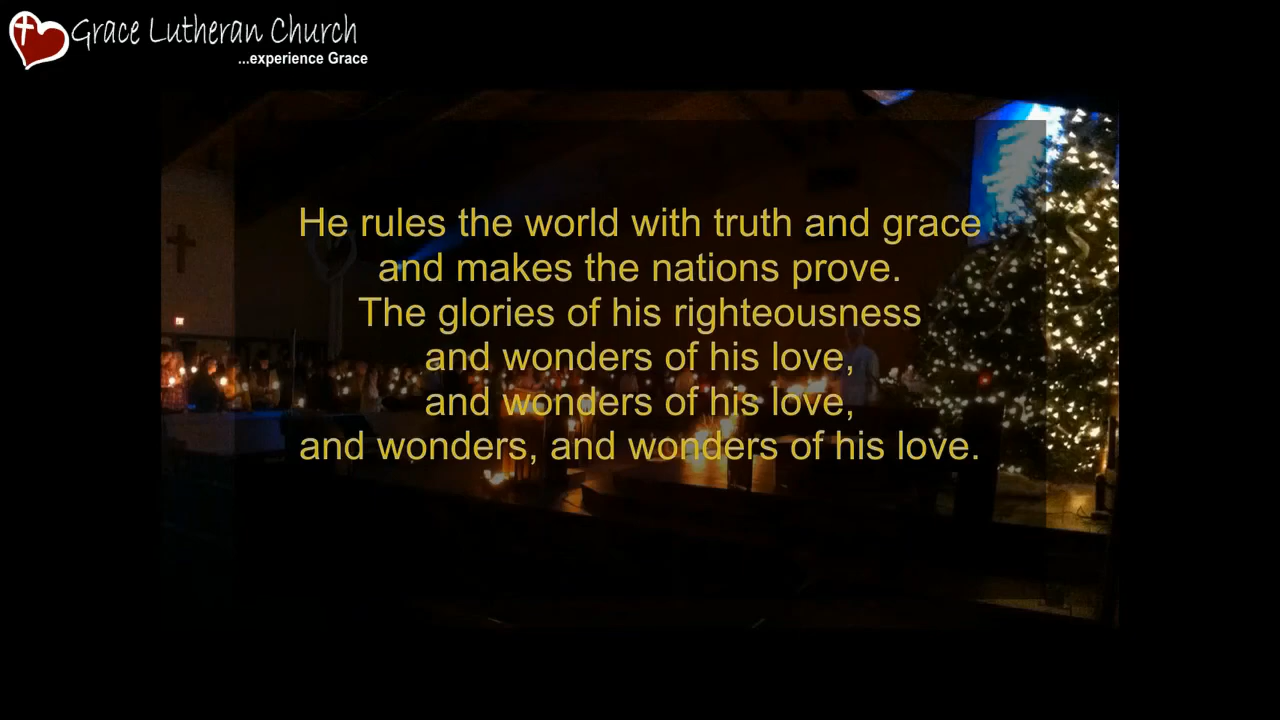 Grace Lutheran Church
...experience Grace
He rules the world with truth and grace
and makes the nations prove.
The glories of his righteousness
and wonders of his love,
and wonders of his love,
and wonders, and wonders of his love.